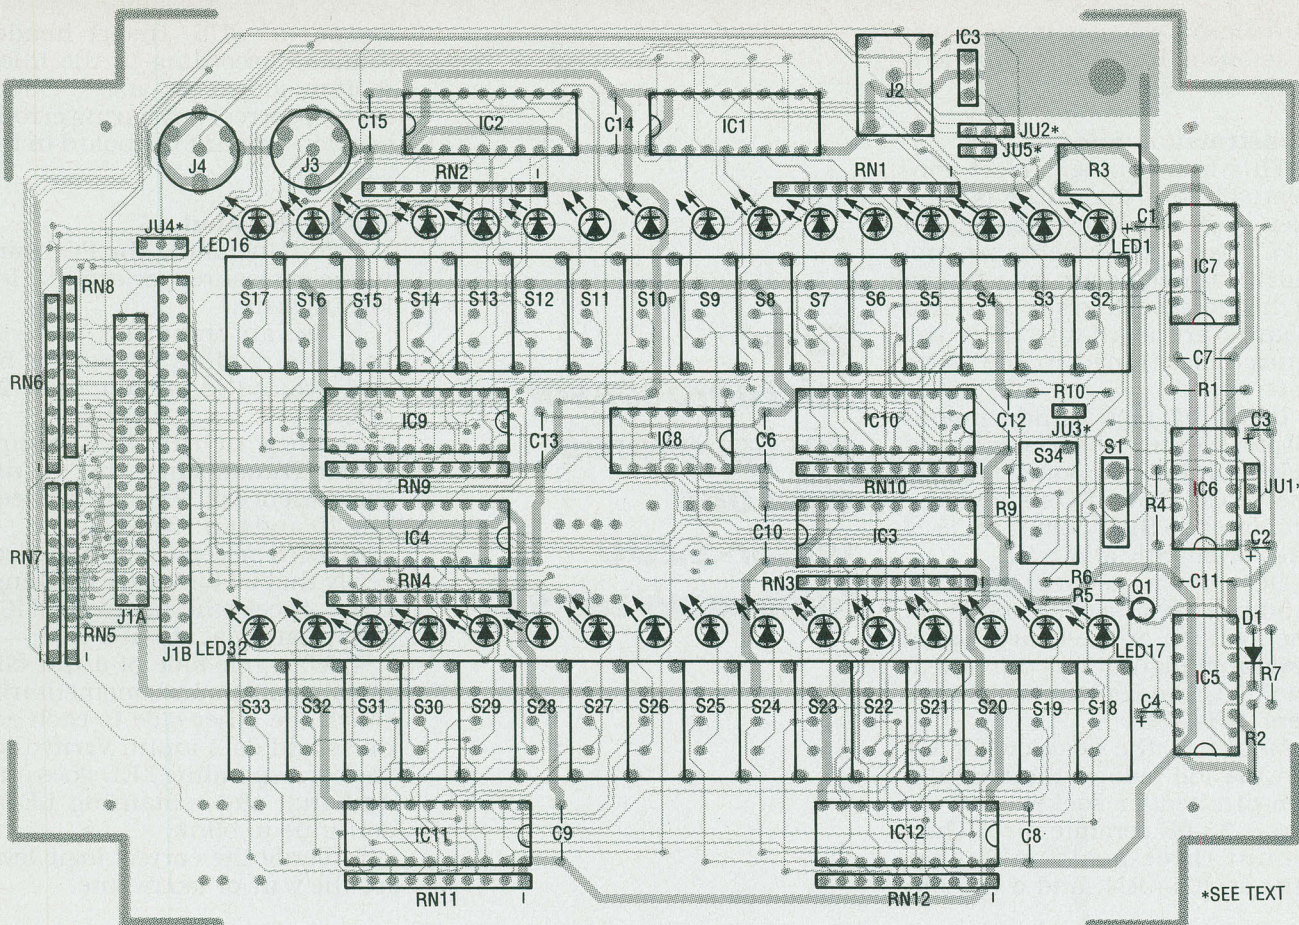 IC3
J2
C15
IC2
C14
IC1
JU2*
JU5*
J4
J3
RN2
I
RN1
I
R3
JU4*
LED16
+
C1
LED1
IC7
RN8
S17
S16
S15
S14
S13
S12
S11
S10
S9
S8
S7
S6
S5
S4
S3
S2
C7
RN6
R10
R1
IC9
C13
IC8
C6
IC10
C12
JU3*
C3
+
I
I
S34
S1
RN9
RN10
I
R9
R4
IC6
JU1*
RN7
IC4
C10
IC3
C2
+
RN4
RN3
I
R6
R5
C11
Q1
J1A
RN5
I
I
J1B
LED32
LED17
D1
IC5
R7
S33
S32
S31
S30
S29
S28
S27
S26
S25
S24
S23
S22
S21
S20
S19
S18
C4
+
R2
IC11
C9
IC12
C8
RN11
I
RN12
I
*SEE TEXT